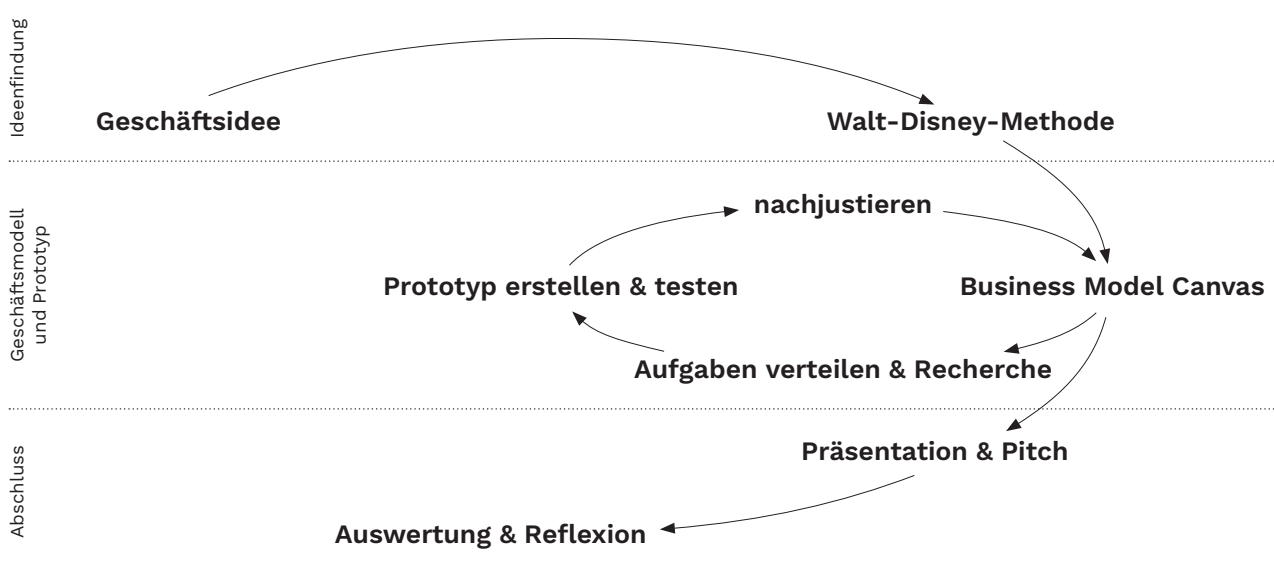 Ideenfindung
Geschäftsidee
Walt-Disney-Methode
Geschäftsmodell
und Prototyp
nachjustieren
Prototyp erstellen & testen
Business Model Canvas
Aufgaben verteilen & Recherche
Abschluss
Präsentation & Pitch
Auswertung & Reflexion